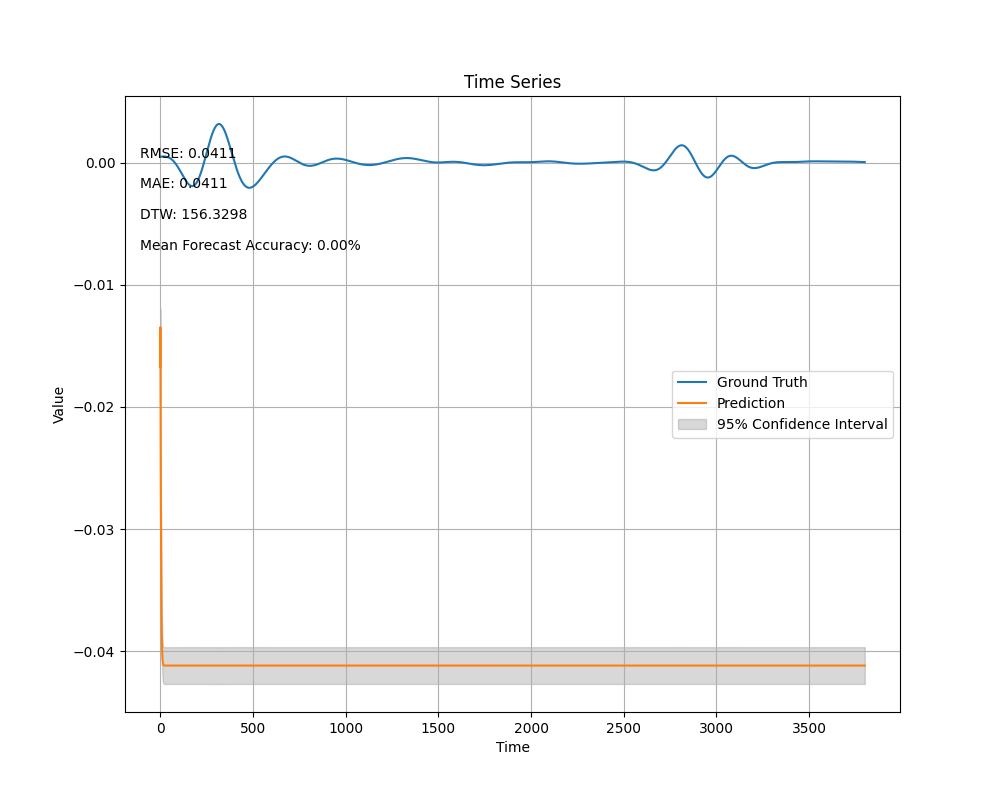 Time Series
RMSE: 0.0411
MAE: 0.0411
DTW: 156.3298
Mean Forecast Accuracy: 0.00%
0.00
−0.01
−0.02
−0.03
−0.04
Value
Ground Truth
Prediction
95% Confidence Interval
0 500 1000 1500 2000 2500 3000 3500
Time